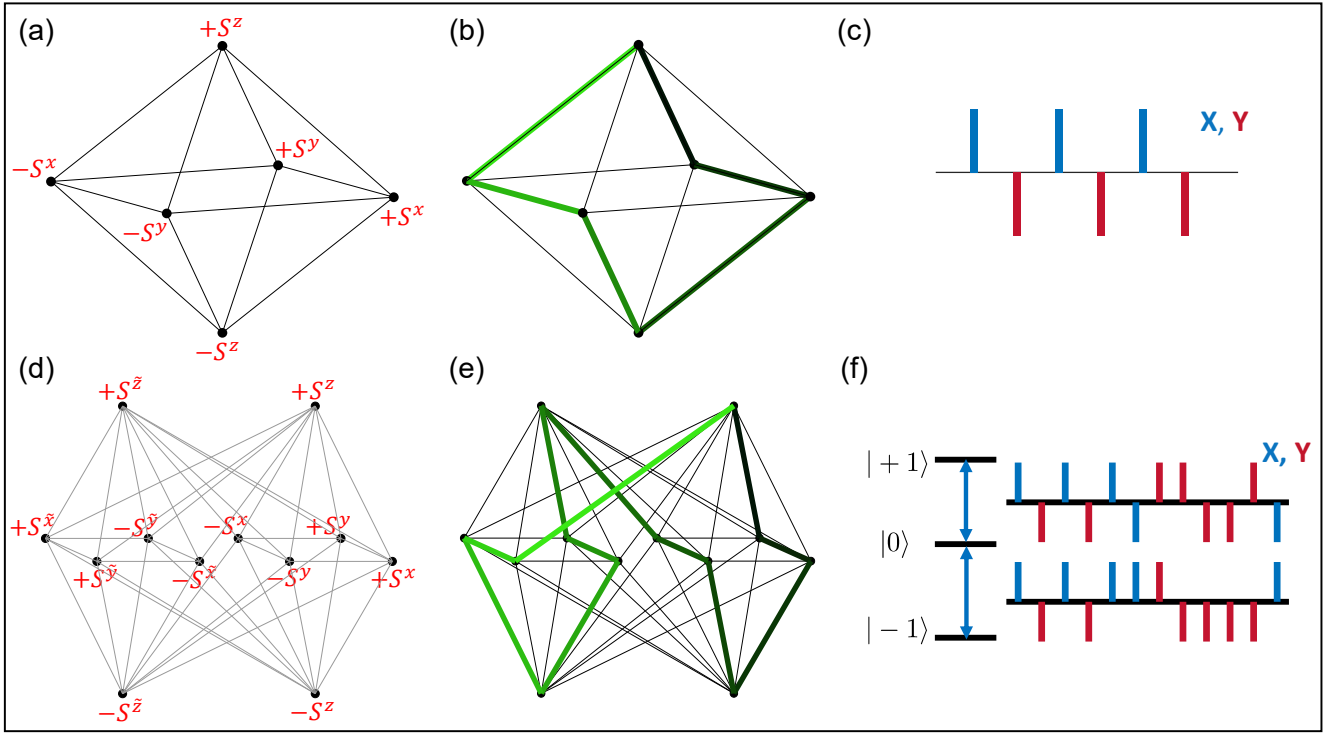 (a)
+S^z
−S^x
+S^y
−S^y
+S^x
−S^z
(b)
(c)
X, Y
(d)
+S^z̃
+S^z
+S^x̃
−S^ỹ
−S^x
+S^y
+S^ỹ
−S^x̃
−S^y
+S^x
−S^z̃
−S^z
(e)
(f)
X, Y
|+1⟩
|0⟩
|−1⟩